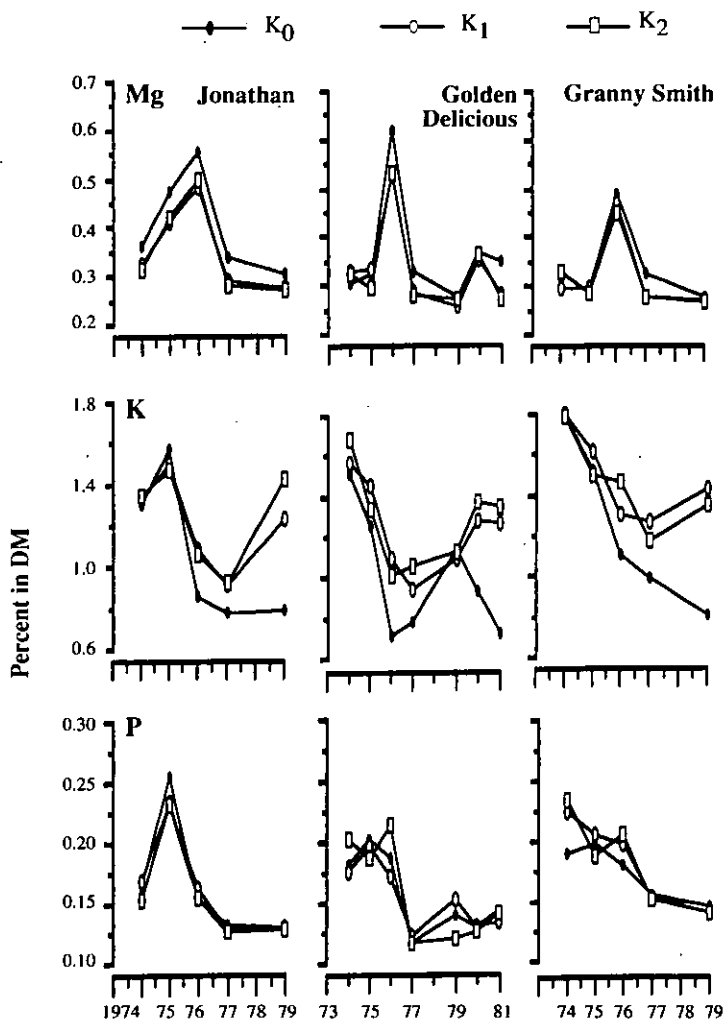 K0 K1 K2
0.7
Mg Jonathan
Golden
Delicious
Granny Smith
0.6
0.5
0.4
0.3
0.2
1.8
K
1.4
1.0
0.6
Percent in DM
0.30
P
0.25
0.20
0.15
0.10
1974 75 76 77 78 79
73 75 77 79 81
74 75 76 77 78 79